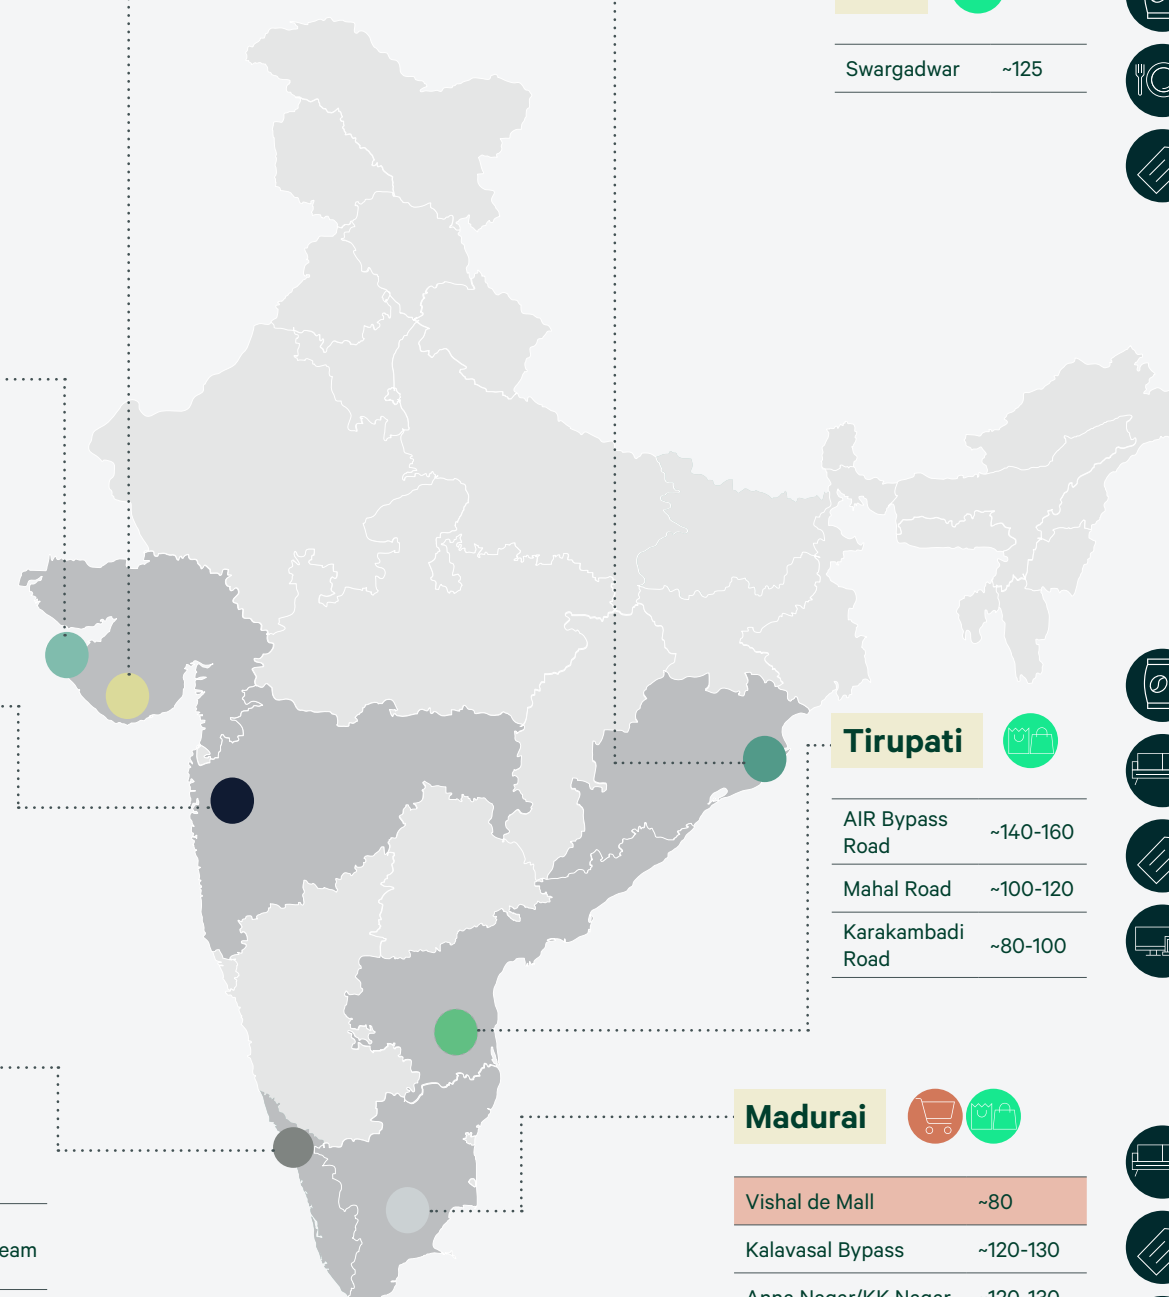 Swargadwar ~125
Tirupati
AIR Bypass
Road ~140-160
Mahal Road ~100-120
Karakambadi
Road ~80-100
Madurai
Vishal de Mall ~80
Kalavasal Bypass ~120-130
eam